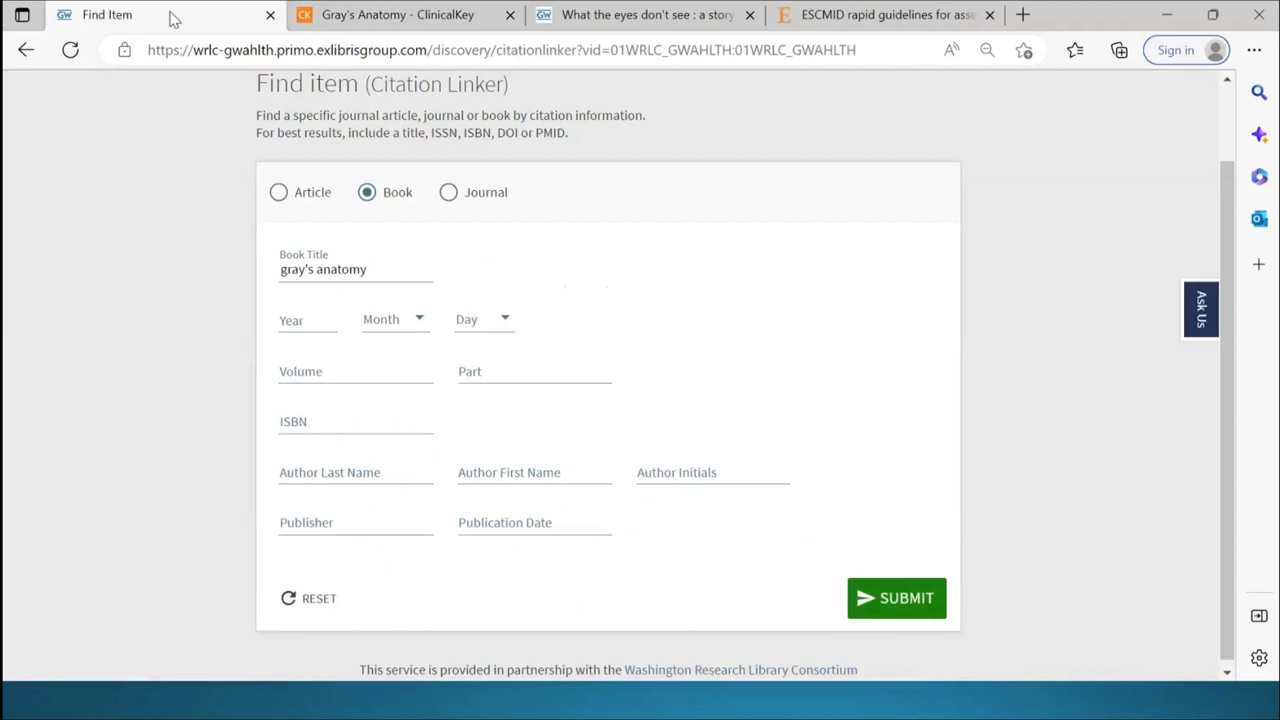 GW Find Item
CK Gray's Anatomy - ClinicalKey
GW What the eyes don't see : a story
E ESCMID rapid guidelines for asse
https://wrlc-gwahlth.primo.exlibrisgroup.com/discovery/citationlinker?vid=01WRLC_GWAHLTH:01WRLC_GWAHLTH
Sign in
Find item (Citation Linker)
Find a specific journal article, journal or book by citation information.
For best results, include a title, ISSN, ISBN, DOI or PMID.
Article Book Journal
Book Title
gray's anatomy
Year Month Day
Volume Part
ISBN
Author Last Name Author First Name Author Initials
Publisher Publication Date
RESET SUBMIT
Ask Us
This service is provided in partnership with the Washington Research Library Consortium